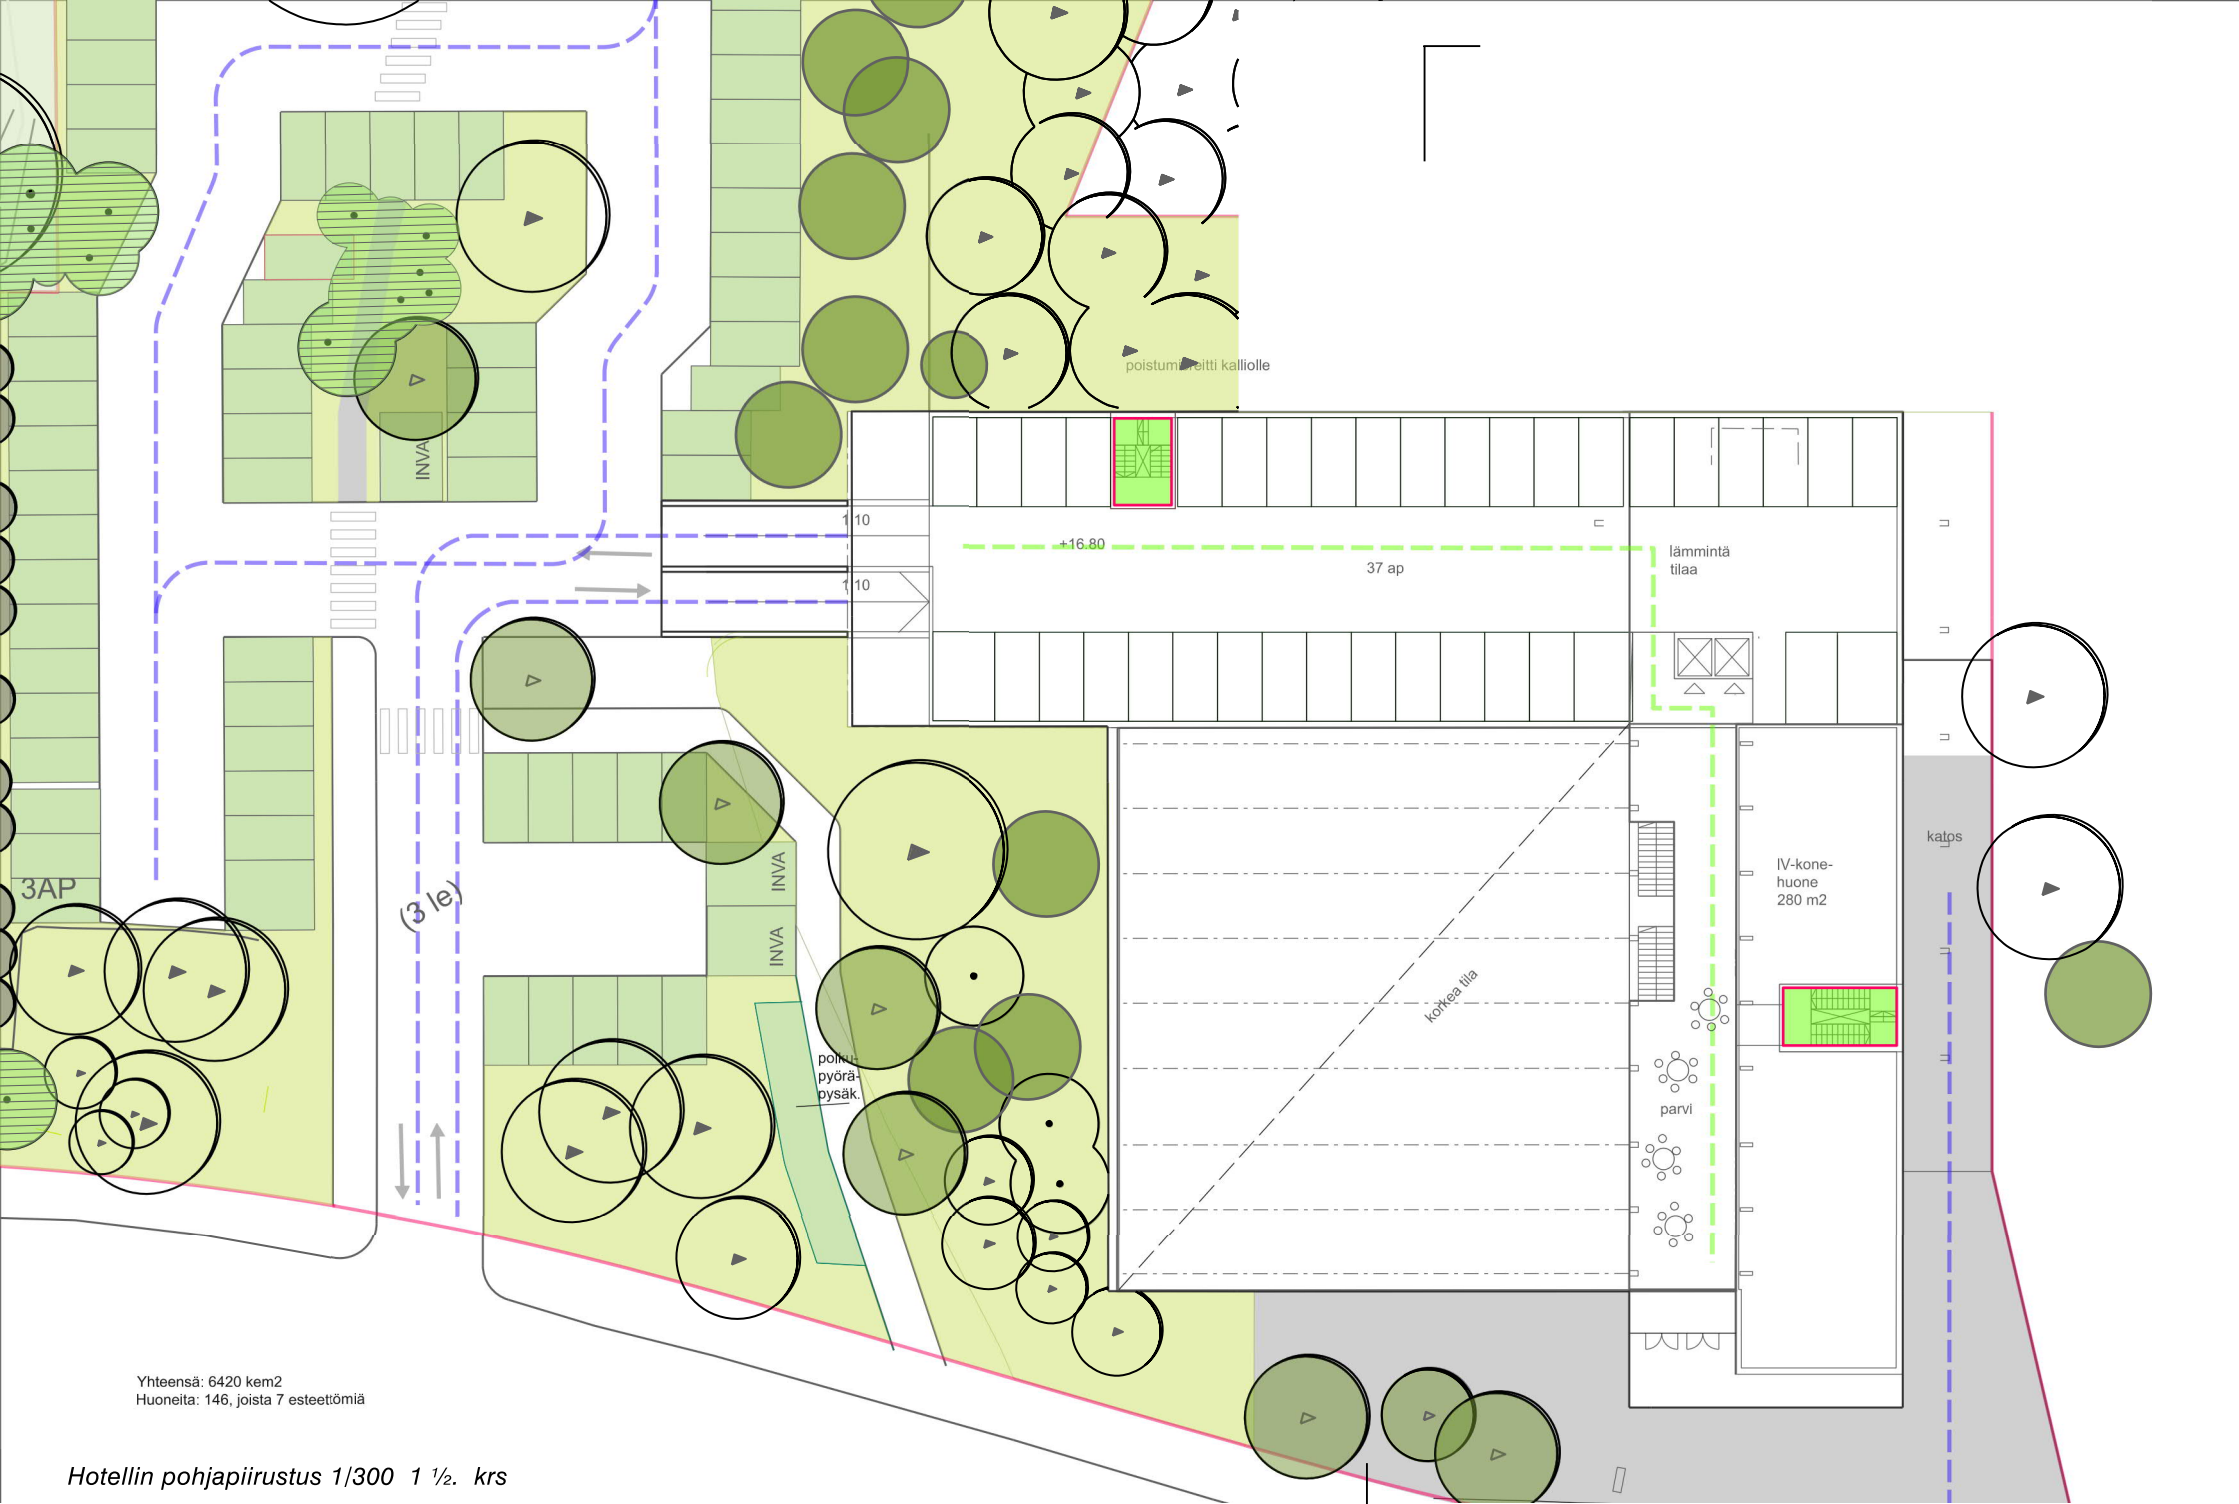 poistumisreitti kalliolle
INVA
1:10
+16.80
37 ap
lämmintä
tilaa
1:10
katos
IV-kone-
huone
280 m2
3AP
(3 le)
INVA
INVA
korkea tila
polku-
pyörä-
pysäk.
parvi
Yhteensä: 6420 kem2
Huoneita: 146, joista 7 esteettömiä
Hotellin pohjapiirustus 1/300 1 ½. krs